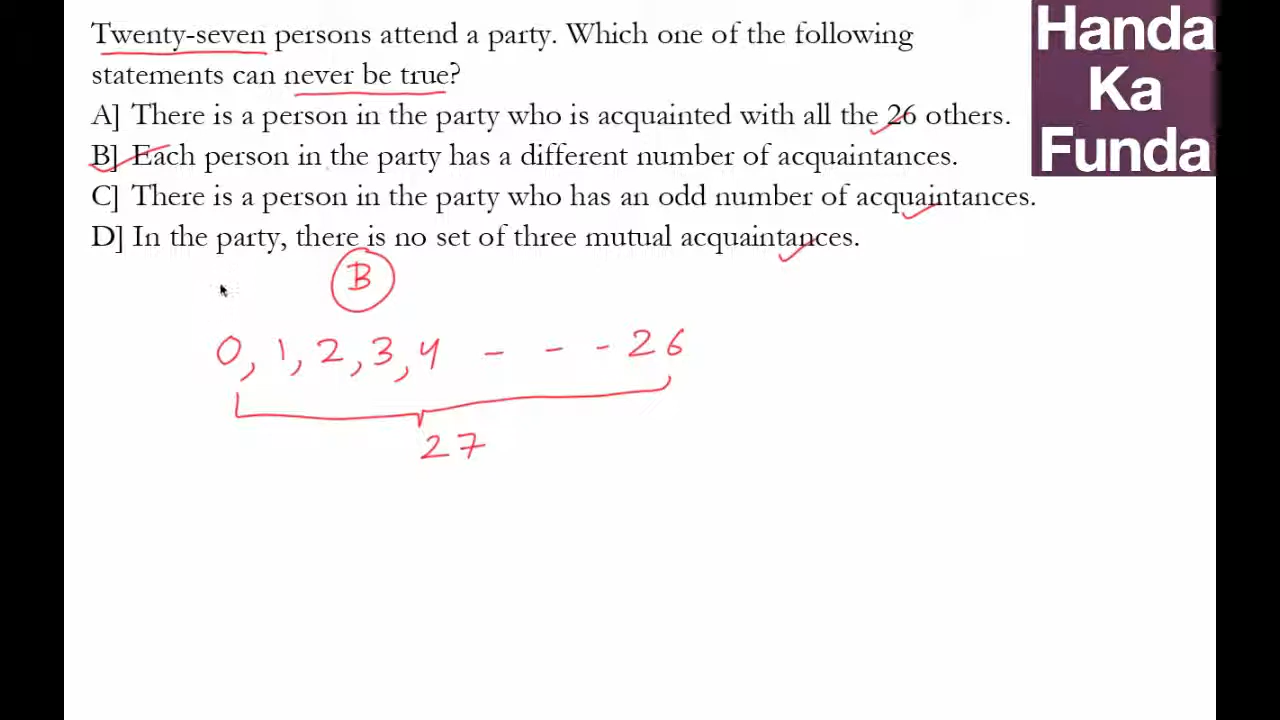 Twenty-seven persons attend a party. Which one of the following
statements can never be true?
A] There is a person in the party who is acquainted with all the 26 others.
B] Each person in the party has a different number of acquaintances.
C] There is a person in the party who has an odd number of acquaintances.
D] In the party, there is no set of three mutual acquaintances.
Handa
Ka
Funda
B
0, 1, 2, 3, 4 - - - 26
27